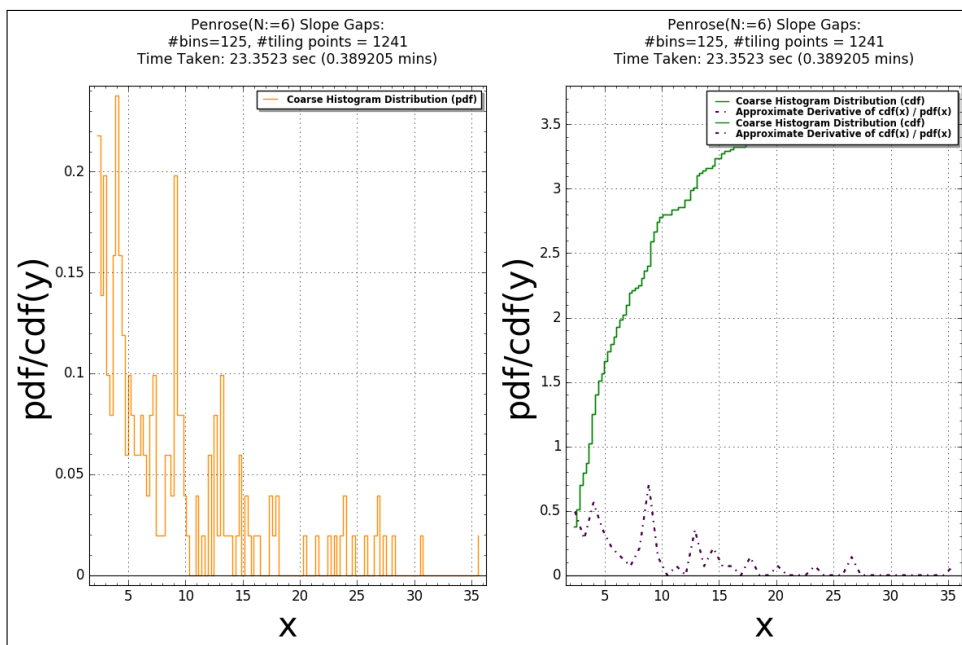 Penrose(N:=6) Slope Gaps:
#bins=125, #tiling points = 1241
Time Taken: 23.3523 sec (0.389205 mins)
Coarse Histogram Distribution (pdf)
0.2
0.15
0.1
0.05
0
5 10 15 20 25 30 35
pdf/cdf(y)
x
Penrose(N:=6) Slope Gaps:
#bins=125, #tiling points = 1241
Time Taken: 23.3523 sec (0.389205 mins)
Coarse Histogram Distribution (cdf)
Approximate Derivative of cdf(x) / pdf(x)
Coarse Histogram Distribution (cdf)
Approximate Derivative of cdf(x) / pdf(x)
3.5
3
2.5
2
1.5
1
0.5
0
5 10 15 20 25 30 35
pdf/cdf(y)
x